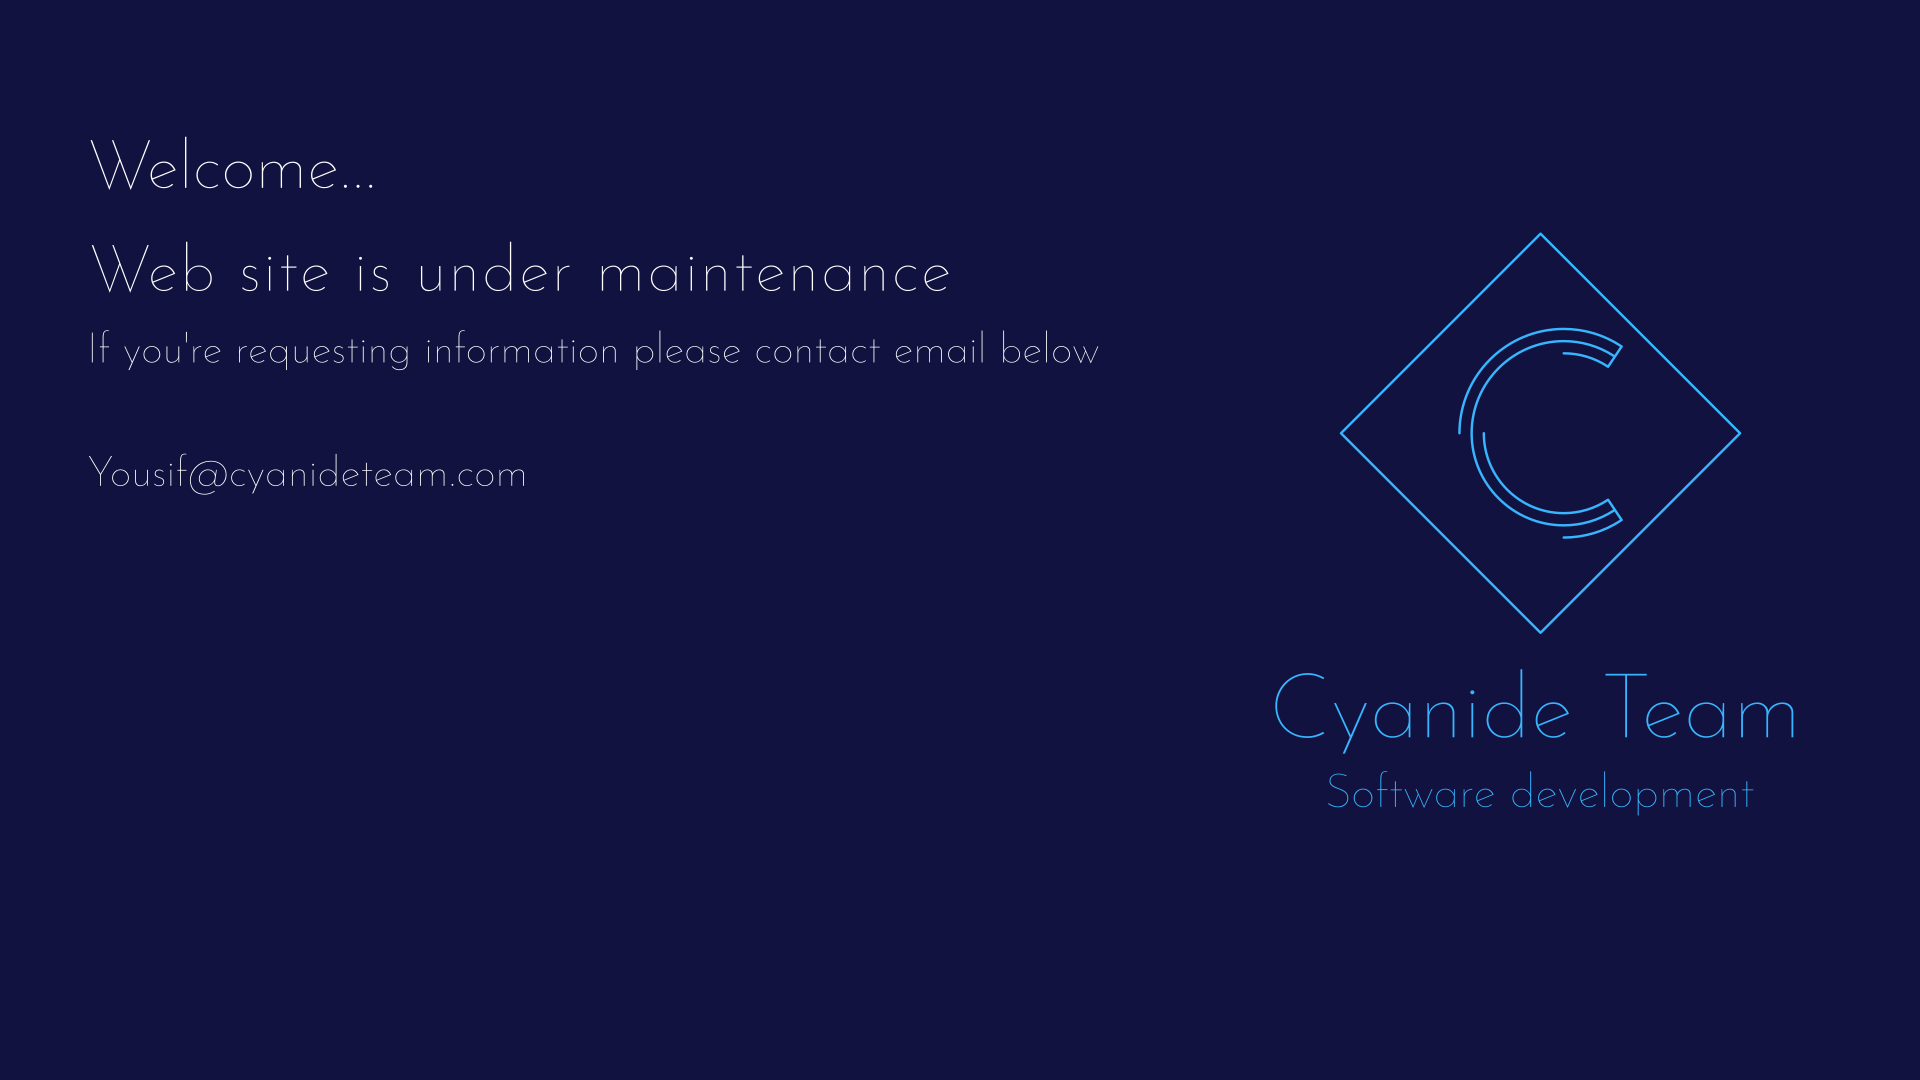 Welcome...
Web site is under maintenance
If you're requesting information please contact email below
Yousif@cyanideteam.com
C
Cyanide Team
Software development